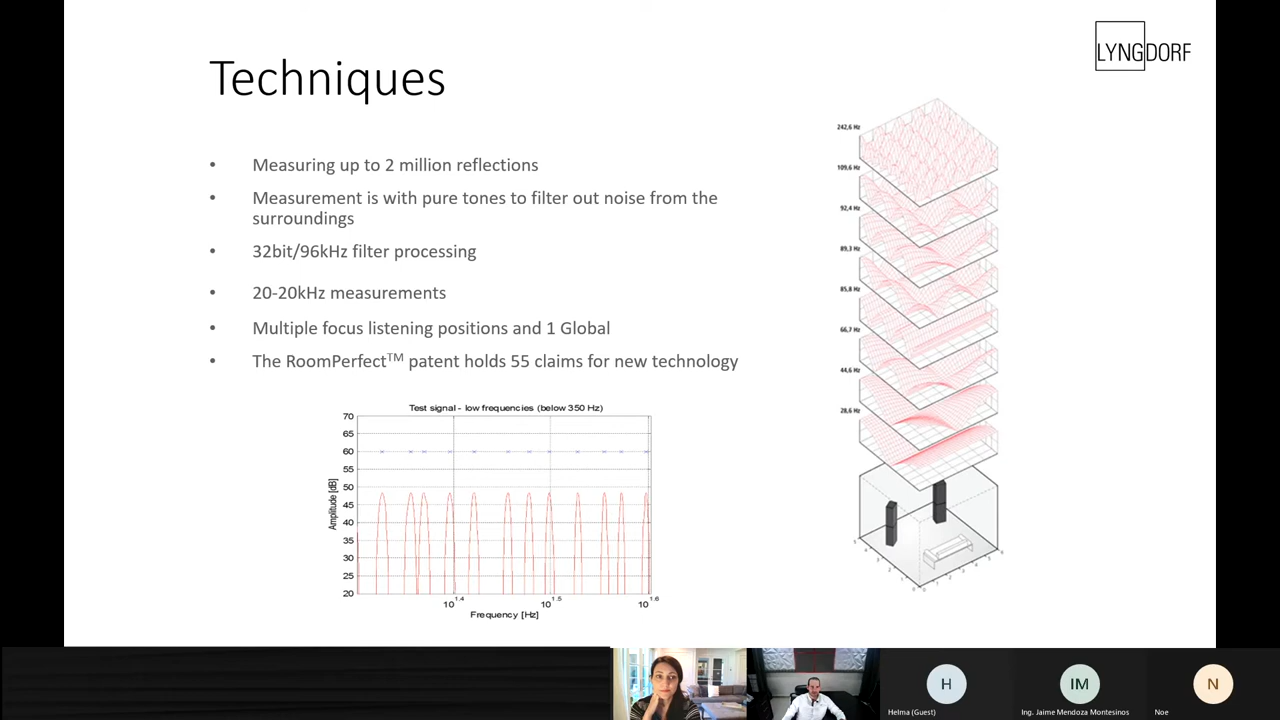 LYNGDORF
Techniques
• Measuring up to 2 million reflections
• Measurement is with pure tones to filter out noise from the
surroundings
• 32bit/96kHz filter processing
• 20-20kHz measurements
• Multiple focus listening positions and 1 Global
• The RoomPerfect™ patent holds 55 claims for new technology
242,6 Hz
109,6 Hz
92,4 Hz
89,3 Hz
85,8 Hz
66,7 Hz
44,6 Hz
28,6 Hz
Test signal - low frequencies (below 350 Hz)
Amplitude [dB]
70
65
60
55
50
45
40
35
30
25
20
10^1.4
10^1.5
10^1.6
Frequency [Hz]
H
IM
N
Helma (Guest)
Ing. Jaime Mendoza Montesinos
Noe